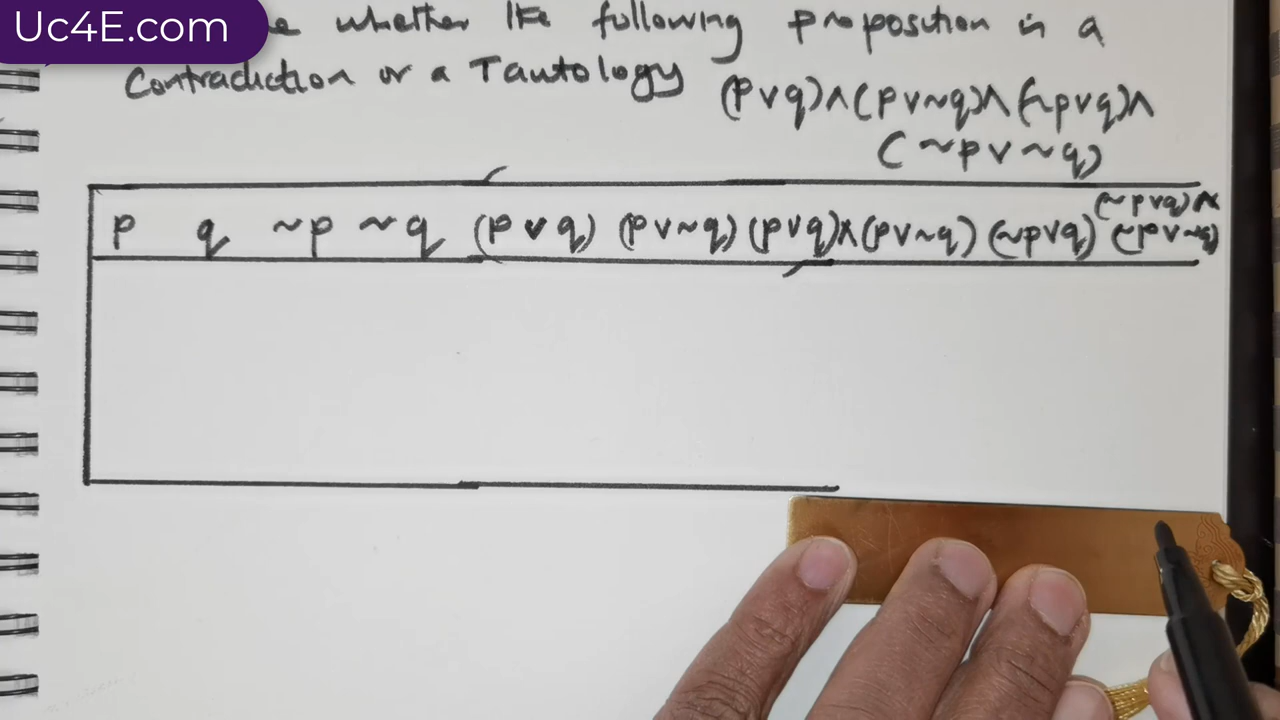 Uc4E.com
whether the following proposition is a
Contradiction or a Tautology (p∨q)∧(p∨~q)∧(~p∨q)∧
(~p∨~q)
p q ~p ~q (p∨q) (p∨~q) (p∨q)∧(p∨~q) (~p∨q) (~p∨q)∧
(~p∨~q)